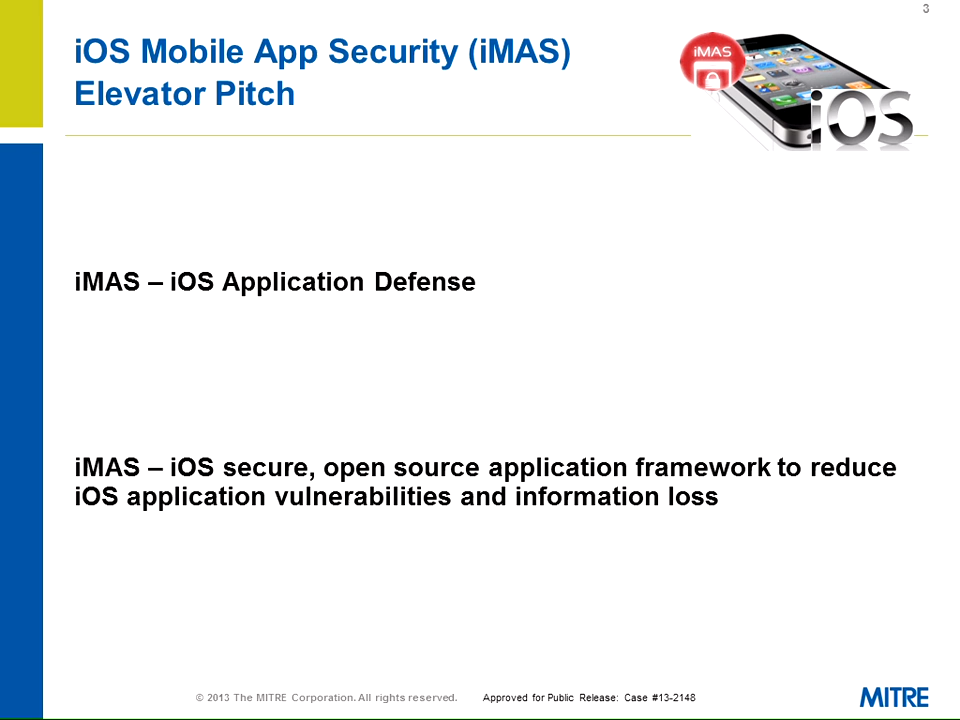 3
iOS Mobile App Security (iMAS)
Elevator Pitch
iMAS
iOS
iMAS – iOS Application Defense
iMAS – iOS secure, open source application framework to reduce
iOS application vulnerabilities and information loss
© 2013 The MITRE Corporation. All rights reserved. Approved for Public Release: Case #13-2148
MITRE